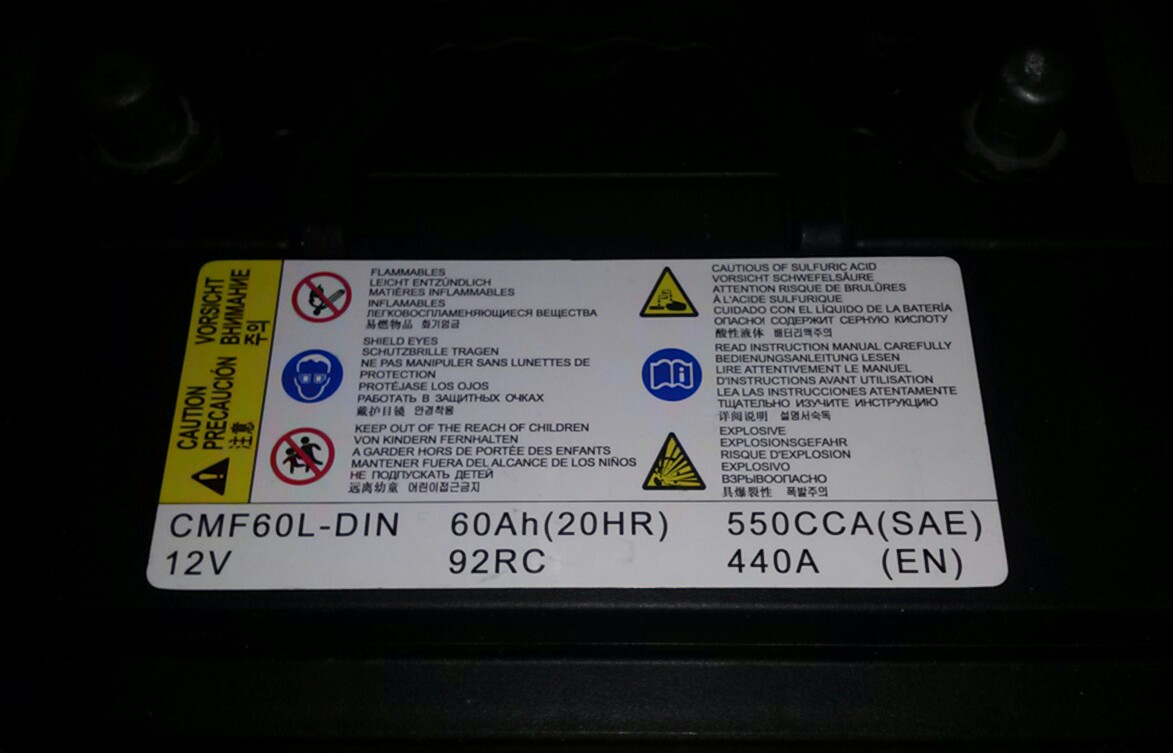 CAUTION VORSICHT
PRECAUCIÓN ВНИМАНИЕ
注意 주의
FLAMMABLES
LEICHT ENTZÜNDLICH
MATIÈRES INFLAMMABLES
INFLAMABLES
ЛЕГКОВОСПЛАМЕНЯЮЩИЕСЯ ВЕЩЕСТВА
易燃物品 화기엄금
SHIELD EYES
SCHUTZBRILLE TRAGEN
NE PAS MANIPULER SANS LUNETTES DE
PROTECTION
PROTÉJASE LOS OJOS
РАБОТАТЬ В ЗАЩИТНЫХ ОЧКАХ
戴护目镜 안경착용
KEEP OUT OF THE REACH OF CHILDREN
VON KINDERN FERNHALTEN
A GARDER HORS DE PORTÉE DES ENFANTS
MANTENER FUERA DEL ALCANCE DE LOS NIÑOS
НЕ ПОДПУСКАТЬ ДЕТЕЙ
远离幼童 어린이접근금지
CAUTIOUS OF SULFURIC ACID
VORSICHT SCHWEFELSÄURE
ATTENTION RISQUE DE BRULÛRES
À L'ACIDE SULFURIQUE
CUIDADO CON EL LÍQUIDO DE LA BATERÍA
ОПАСНО! СОДЕРЖИТ СЕРНУЮ КИСЛОТУ
酸性液体 배터리액주의
READ INSTRUCTION MANUAL CAREFULLY
BEDIENUNGSANLEITUNG LESEN
LIRE ATTENTIVEMENT LE MANUEL
D'INSTRUCTIONS AVANT UTILISATION
LEA LAS INSTRUCCIONES ATENTAMENTE
ТЩАТЕЛЬНО ИЗУЧИТЕ ИНСТРУКЦИЮ
详阅说明 설명서숙독
EXPLOSIVE
EXPLOSIONSGEFAHR
RISQUE D'EXPLOSION
EXPLOSIVO
ВЗРЫВООПАСНО
具爆裂性 폭발주의
CMF60L-DIN 60Ah(20HR) 550CCA(SAE)
12V 92RC 440A (EN)